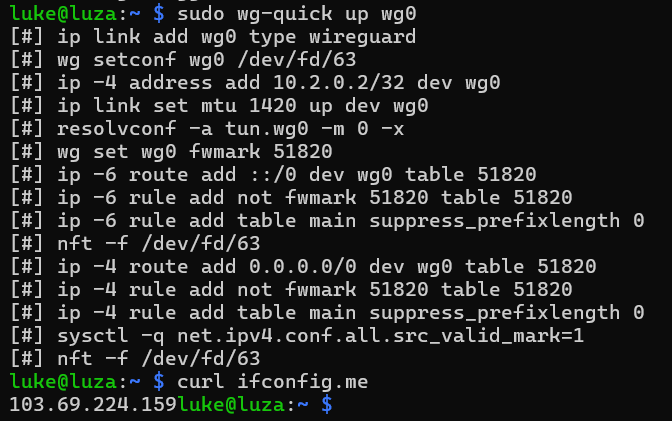 luke@luza:~ $ sudo wg-quick up wg0
[#] ip link add wg0 type wireguard
[#] wg setconf wg0 /dev/fd/63
[#] ip -4 address add 10.2.0.2/32 dev wg0
[#] ip link set mtu 1420 up dev wg0
[#] resolvconf -a tun.wg0 -m 0 -x
[#] wg set wg0 fwmark 51820
[#] ip -6 route add ::/0 dev wg0 table 51820
[#] ip -6 rule add not fwmark 51820 table 51820
[#] ip -6 rule add table main suppress_prefixlength 0
[#] nft -f /dev/fd/63
[#] ip -4 route add 0.0.0.0/0 dev wg0 table 51820
[#] ip -4 rule add not fwmark 51820 table 51820
[#] ip -4 rule add table main suppress_prefixlength 0
[#] sysctl -q net.ipv4.conf.all.src_valid_mark=1
[#] nft -f /dev/fd/63
luke@luza:~ $ curl ifconfig.me
103.69.224.159luke@luza:~ $